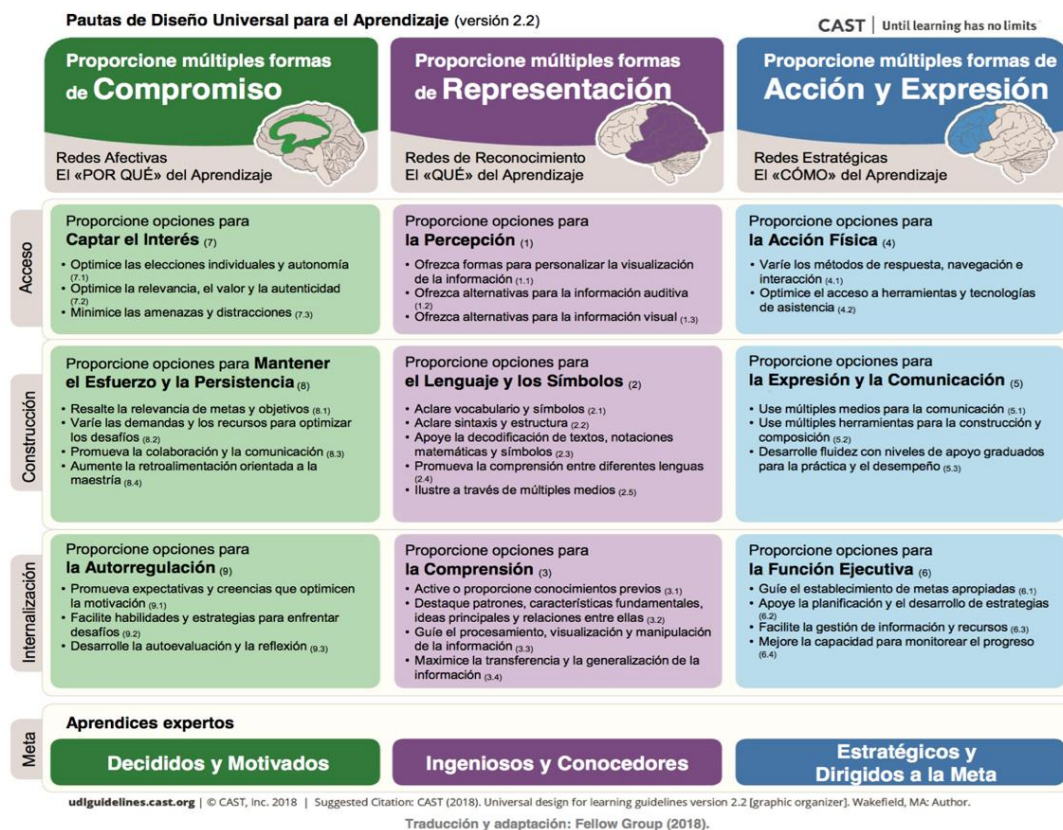 Pautas de Diseño Universal para el Aprendizaje (versión 2.2)
CAST | Until learning has no limits™
Proporcione múltiples formas
de Compromiso
Redes Afectivas
El «POR QUÉ» del Aprendizaje
Proporcione múltiples formas
de Representación
Redes de Reconocimiento
El «QUÉ» del Aprendizaje
Proporcione múltiples formas de
Acción y Expresión
Redes Estratégicas
El «CÓMO» del Aprendizaje
Acceso
Proporcione opciones para
Captar el Interés (7)
• Optimice las elecciones individuales y autonomía
(7.1)
• Optimice la relevancia, el valor y la autenticidad
(7.2)
• Minimice las amenazas y distracciones (7.3)
Proporcione opciones para
la Percepción (1)
• Ofrezca formas para personalizar la visualización
de la información (1.1)
• Ofrezca alternativas para la información auditiva
(1.2)
• Ofrezca alternativas para la información visual (1.3)
Proporcione opciones para
la Acción Física (4)
• Varíe los métodos de respuesta, navegación e
interacción (4.1)
• Optimice el acceso a herramientas y tecnologías
de asistencia (4.2)
Construcción
Proporcione opciones para Mantener
el Esfuerzo y la Persistencia (8)
• Resalte la relevancia de metas y objetivos (8.1)
• Varíe las demandas y los recursos para optimizar
los desafíos (8.2)
• Promueva la colaboración y la comunicación (8.3)
• Aumente la retroalimentación orientada a la
maestría (8.4)
Proporcione opciones para
el Lenguaje y los Símbolos (2)
• Aclare vocabulario y símbolos (2.1)
• Aclare sintaxis y estructura (2.2)
• Apoye la decodificación de textos, notaciones
matemáticas y símbolos (2.3)
• Promueva la comprensión entre diferentes lenguas
(2.4)
• Ilustre a través de múltiples medios (2.5)
Proporcione opciones para
la Expresión y la Comunicación (5)
• Use múltiples medios para la comunicación (5.1)
• Use múltiples herramientas para la construcción y
composición (5.2)
• Desarrolle fluidez con niveles de apoyo graduados
para la práctica y el desempeño (5.3)
Internalización
Proporcione opciones para
la Autorregulación (9)
• Promueva expectativas y creencias que optimicen
la motivación (9.1)
• Facilite habilidades y estrategias para enfrentar
desafíos (9.2)
• Desarrolle la autoevaluación y la reflexión (9.3)
Proporcione opciones para
la Comprensión (3)
• Active o proporcione conocimientos previos (3.1)
• Destaque patrones, características fundamentales,
ideas principales y relaciones entre ellas (3.2)
• Guíe el procesamiento, visualización y manipulación
de la información (3.3)
• Maximice la transferencia y la generalización de la
información (3.4)
Proporcione opciones para
la Función Ejecutiva (6)
• Guíe el establecimiento de metas apropiadas (6.1)
• Apoye la planificación y el desarrollo de estrategias
(6.2)
• Facilite la gestión de información y recursos (6.3)
• Mejore la capacidad para monitorear el progreso
(6.4)
Meta
Aprendices expertos
Decididos y Motivados
Ingeniosos y Conocedores
Estratégicos y
Dirigidos a la Meta
udlguidelines.cast.org | © CAST, Inc. 2018 | Suggested Citation: CAST (2018). Universal design for learning guidelines version 2.2 [graphic organizer]. Wakefield, MA: Author.
Traducción y adaptación: Fellow Group (2018).